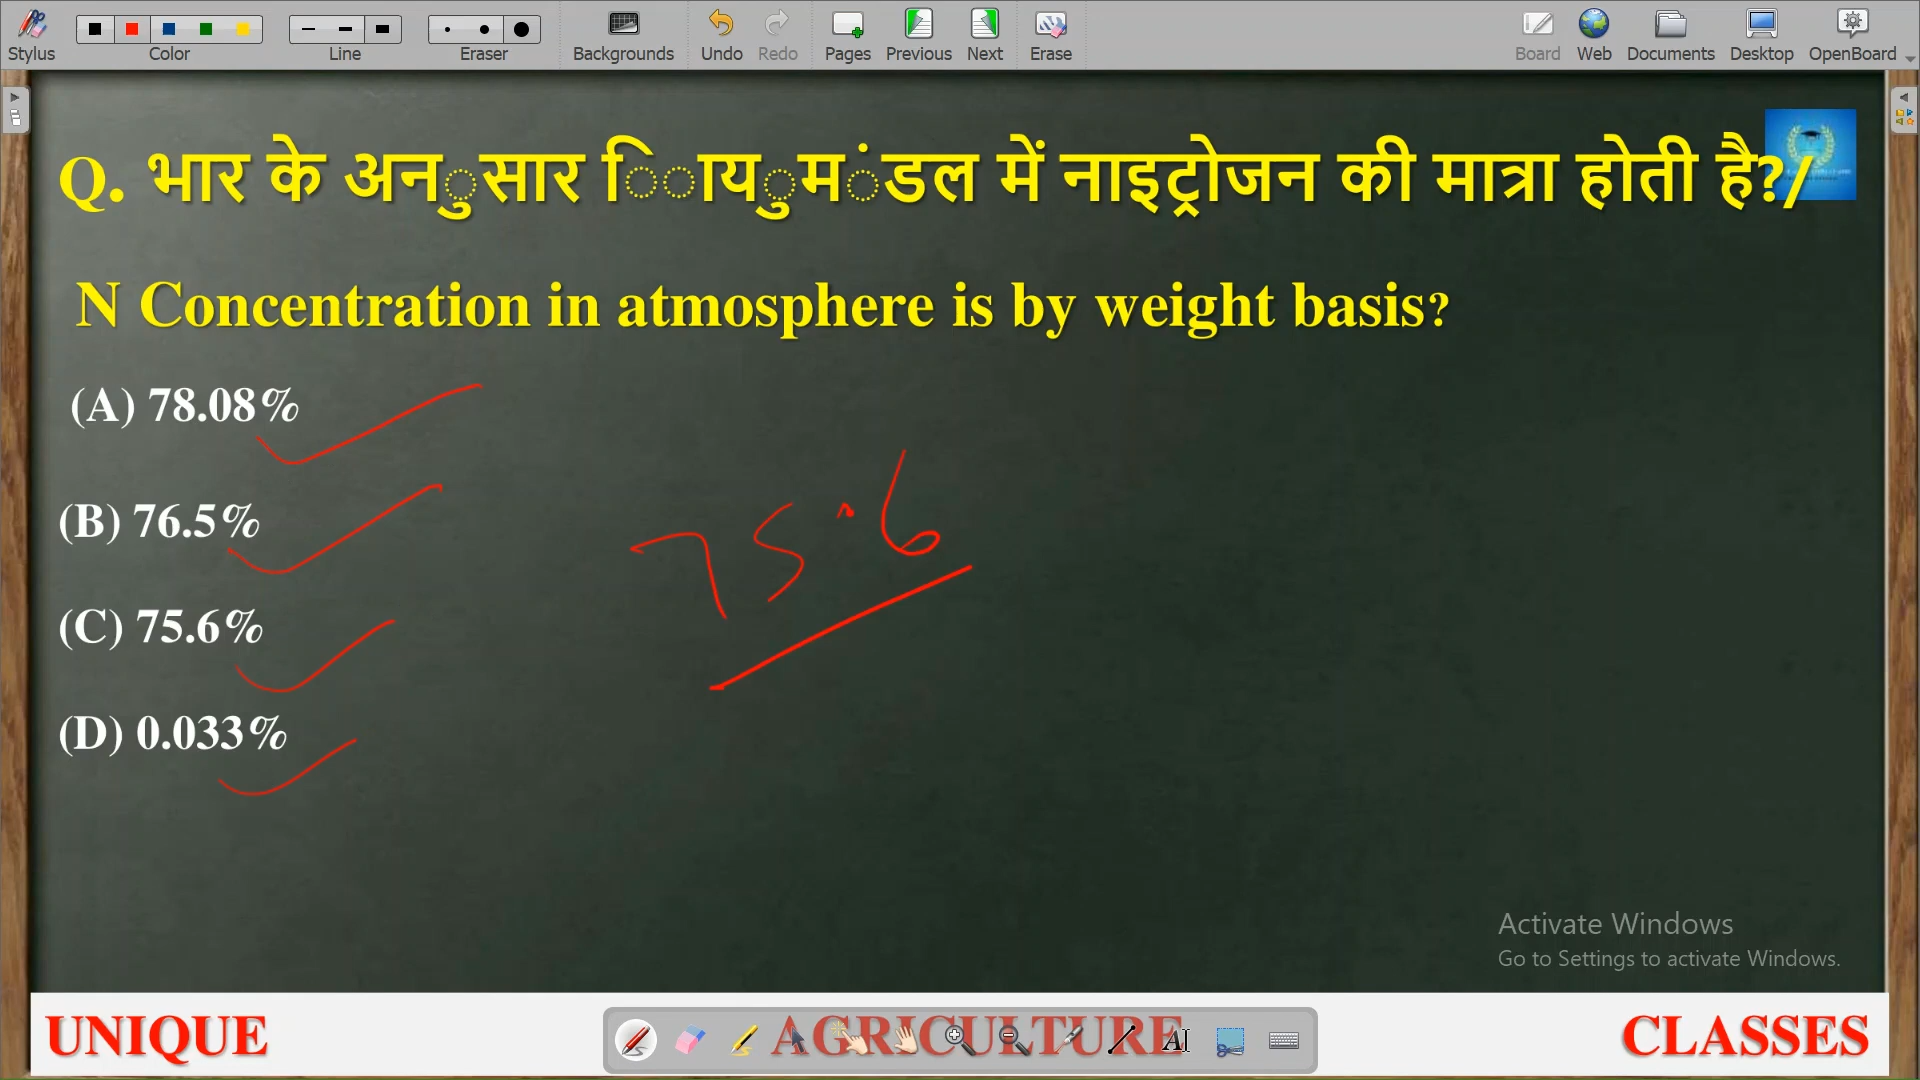 Stylus Color Line Eraser Backgrounds Undo Redo Pages Previous Next Erase Board Web Documents Desktop OpenBoard
Q. भार के अनुसार िायुमंडल में नाइट्रोजन की मात्रा होती है?/
N Concentration in atmosphere is by weight basis?
(A) 78.08%
(B) 76.5%
75.6
(C) 75.6%
(D) 0.033%
Activate Windows
Go to Settings to activate Windows.
UNIQUE AGRICULTURE CLASSES